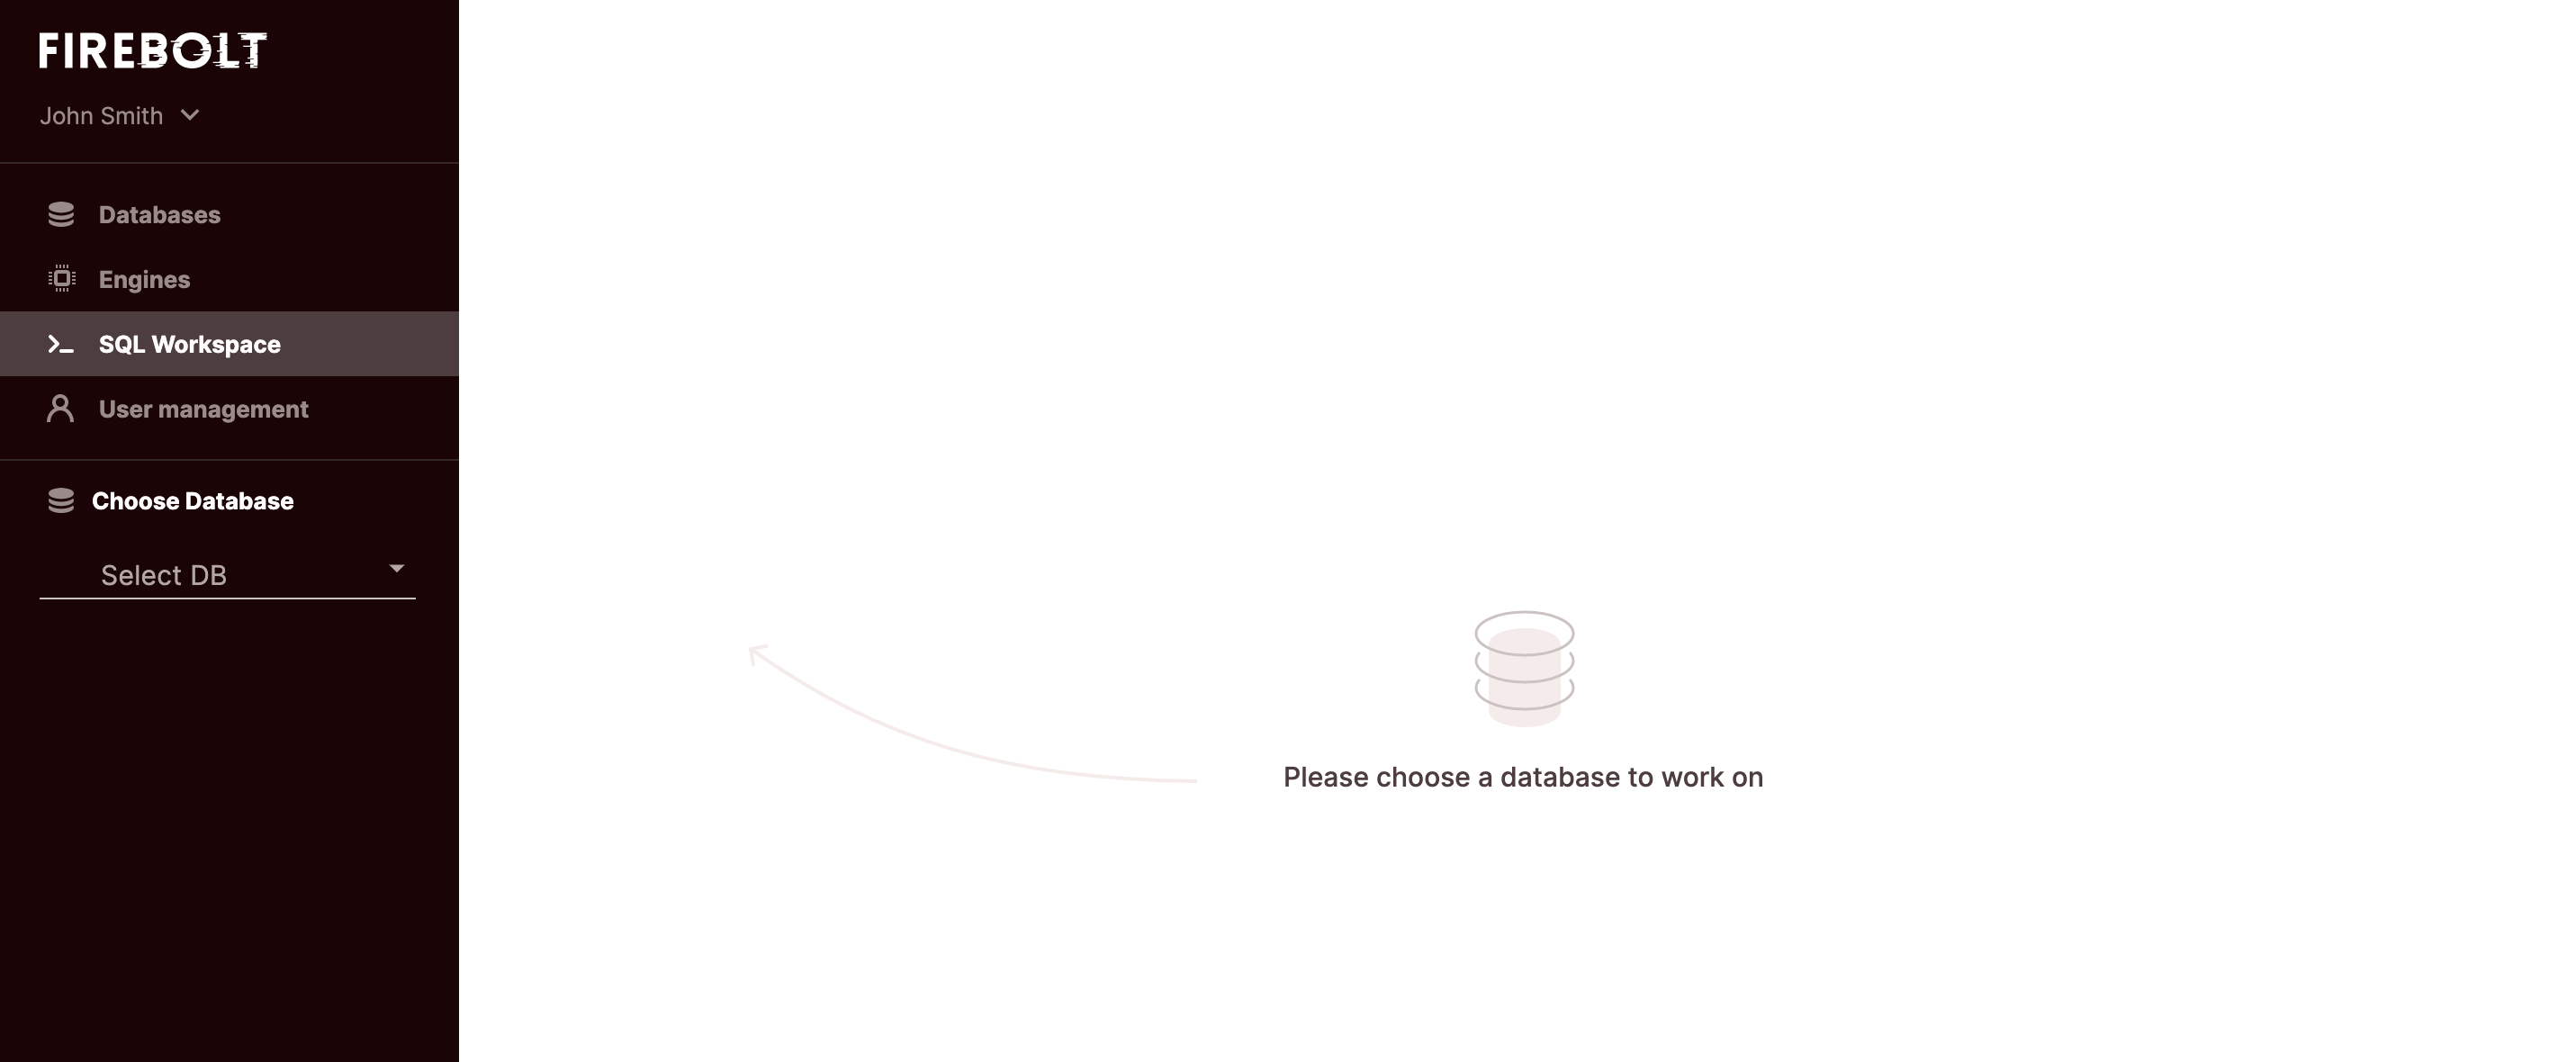 FIREBOLT
John Smith
Databases
Engines
SQL Workspace
User management
Choose Database
Select DB
Please choose a database to work on